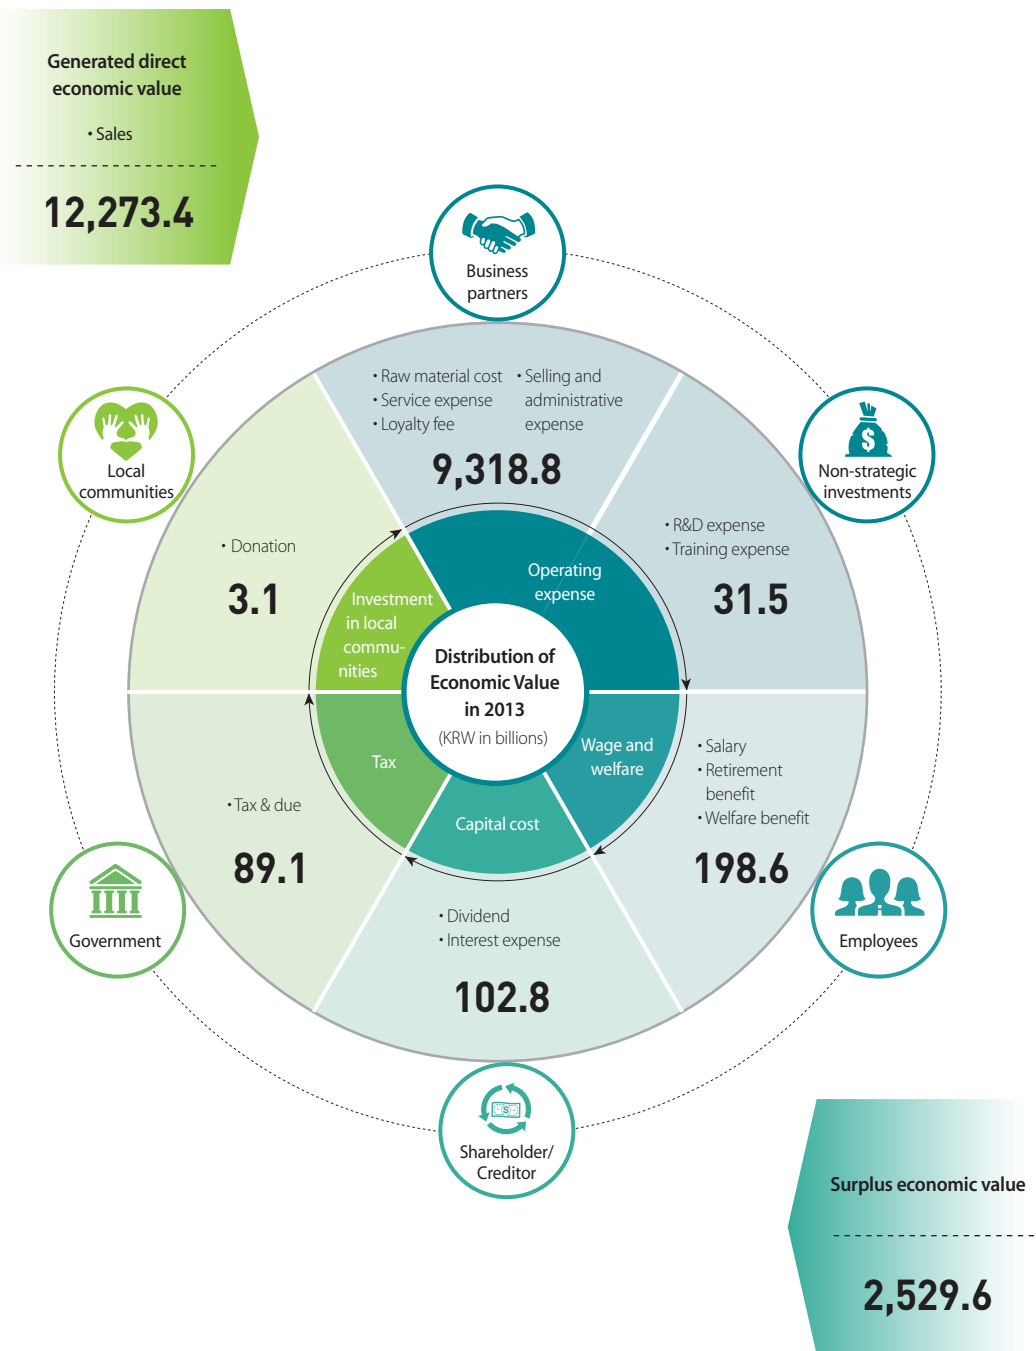 Generated direct
economic value
• Sales
12,273.4
Business
partners
• Raw material cost
• Service expense
• Loyalty fee
• Selling and
administrative
expense
9,318.8
Non-strategic
investments
• R&D expense
• Training expense
31.5
Local
communities
• Donation
3.1
Operating
expense
Investment
in local
commu-
nities
Distribution of
Economic Value
in 2013
(KRW in billions)
Wage and
welfare
• Salary
• Retirement
benefit
• Welfare benefit
198.6
Employees
Tax
• Tax & due
89.1
Government
Capital cost
• Dividend
• Interest expense
102.8
Shareholder/
Creditor
Surplus economic value
2,529.6